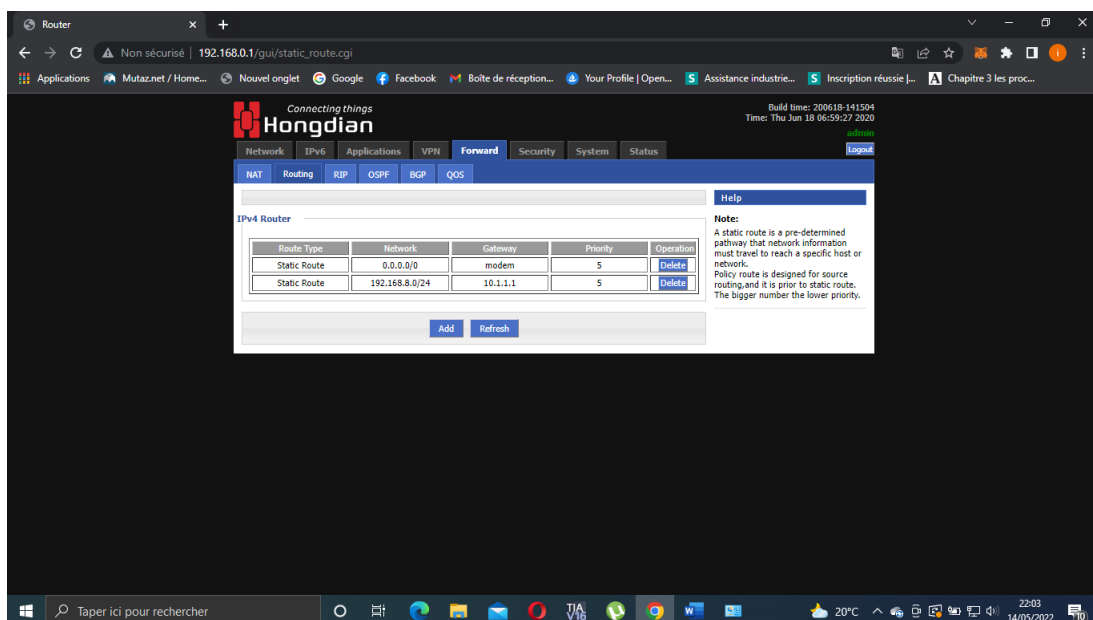 Router
Non sécurisé | 192.168.0.1/gui/static_route.cgi
Applications Mutaz.net / Home... Nouvel onglet Google Facebook Boîte de réception... Your Profile | Open... Assistance industrie... Inscription réussie |... Chapitre 3 les proc...
Connecting things
Hongdian
Build time: 200618-141504
Time: Thu Jun 18 06:59:27 2020
admin
Logout
Network IPv6 Applications VPN Forward Security System Status
NAT Routing RIP OSPF BGP QOS
IPv4 Router
Route Type Network Gateway Priority Operation
Static Route 0.0.0.0/0 modem 5 Delete
Static Route 192.168.8.0/24 10.1.1.1 5 Delete
Add Refresh
Help
Note:
A static route is a pre-determined
pathway that network information
must travel to reach a specific host or
network.
Policy route is designed for source
routing,and it is prior to static route.
The bigger number the lower priority.
Taper ici pour rechercher
TIA
V16
20°C
22:03
14/05/2022
10